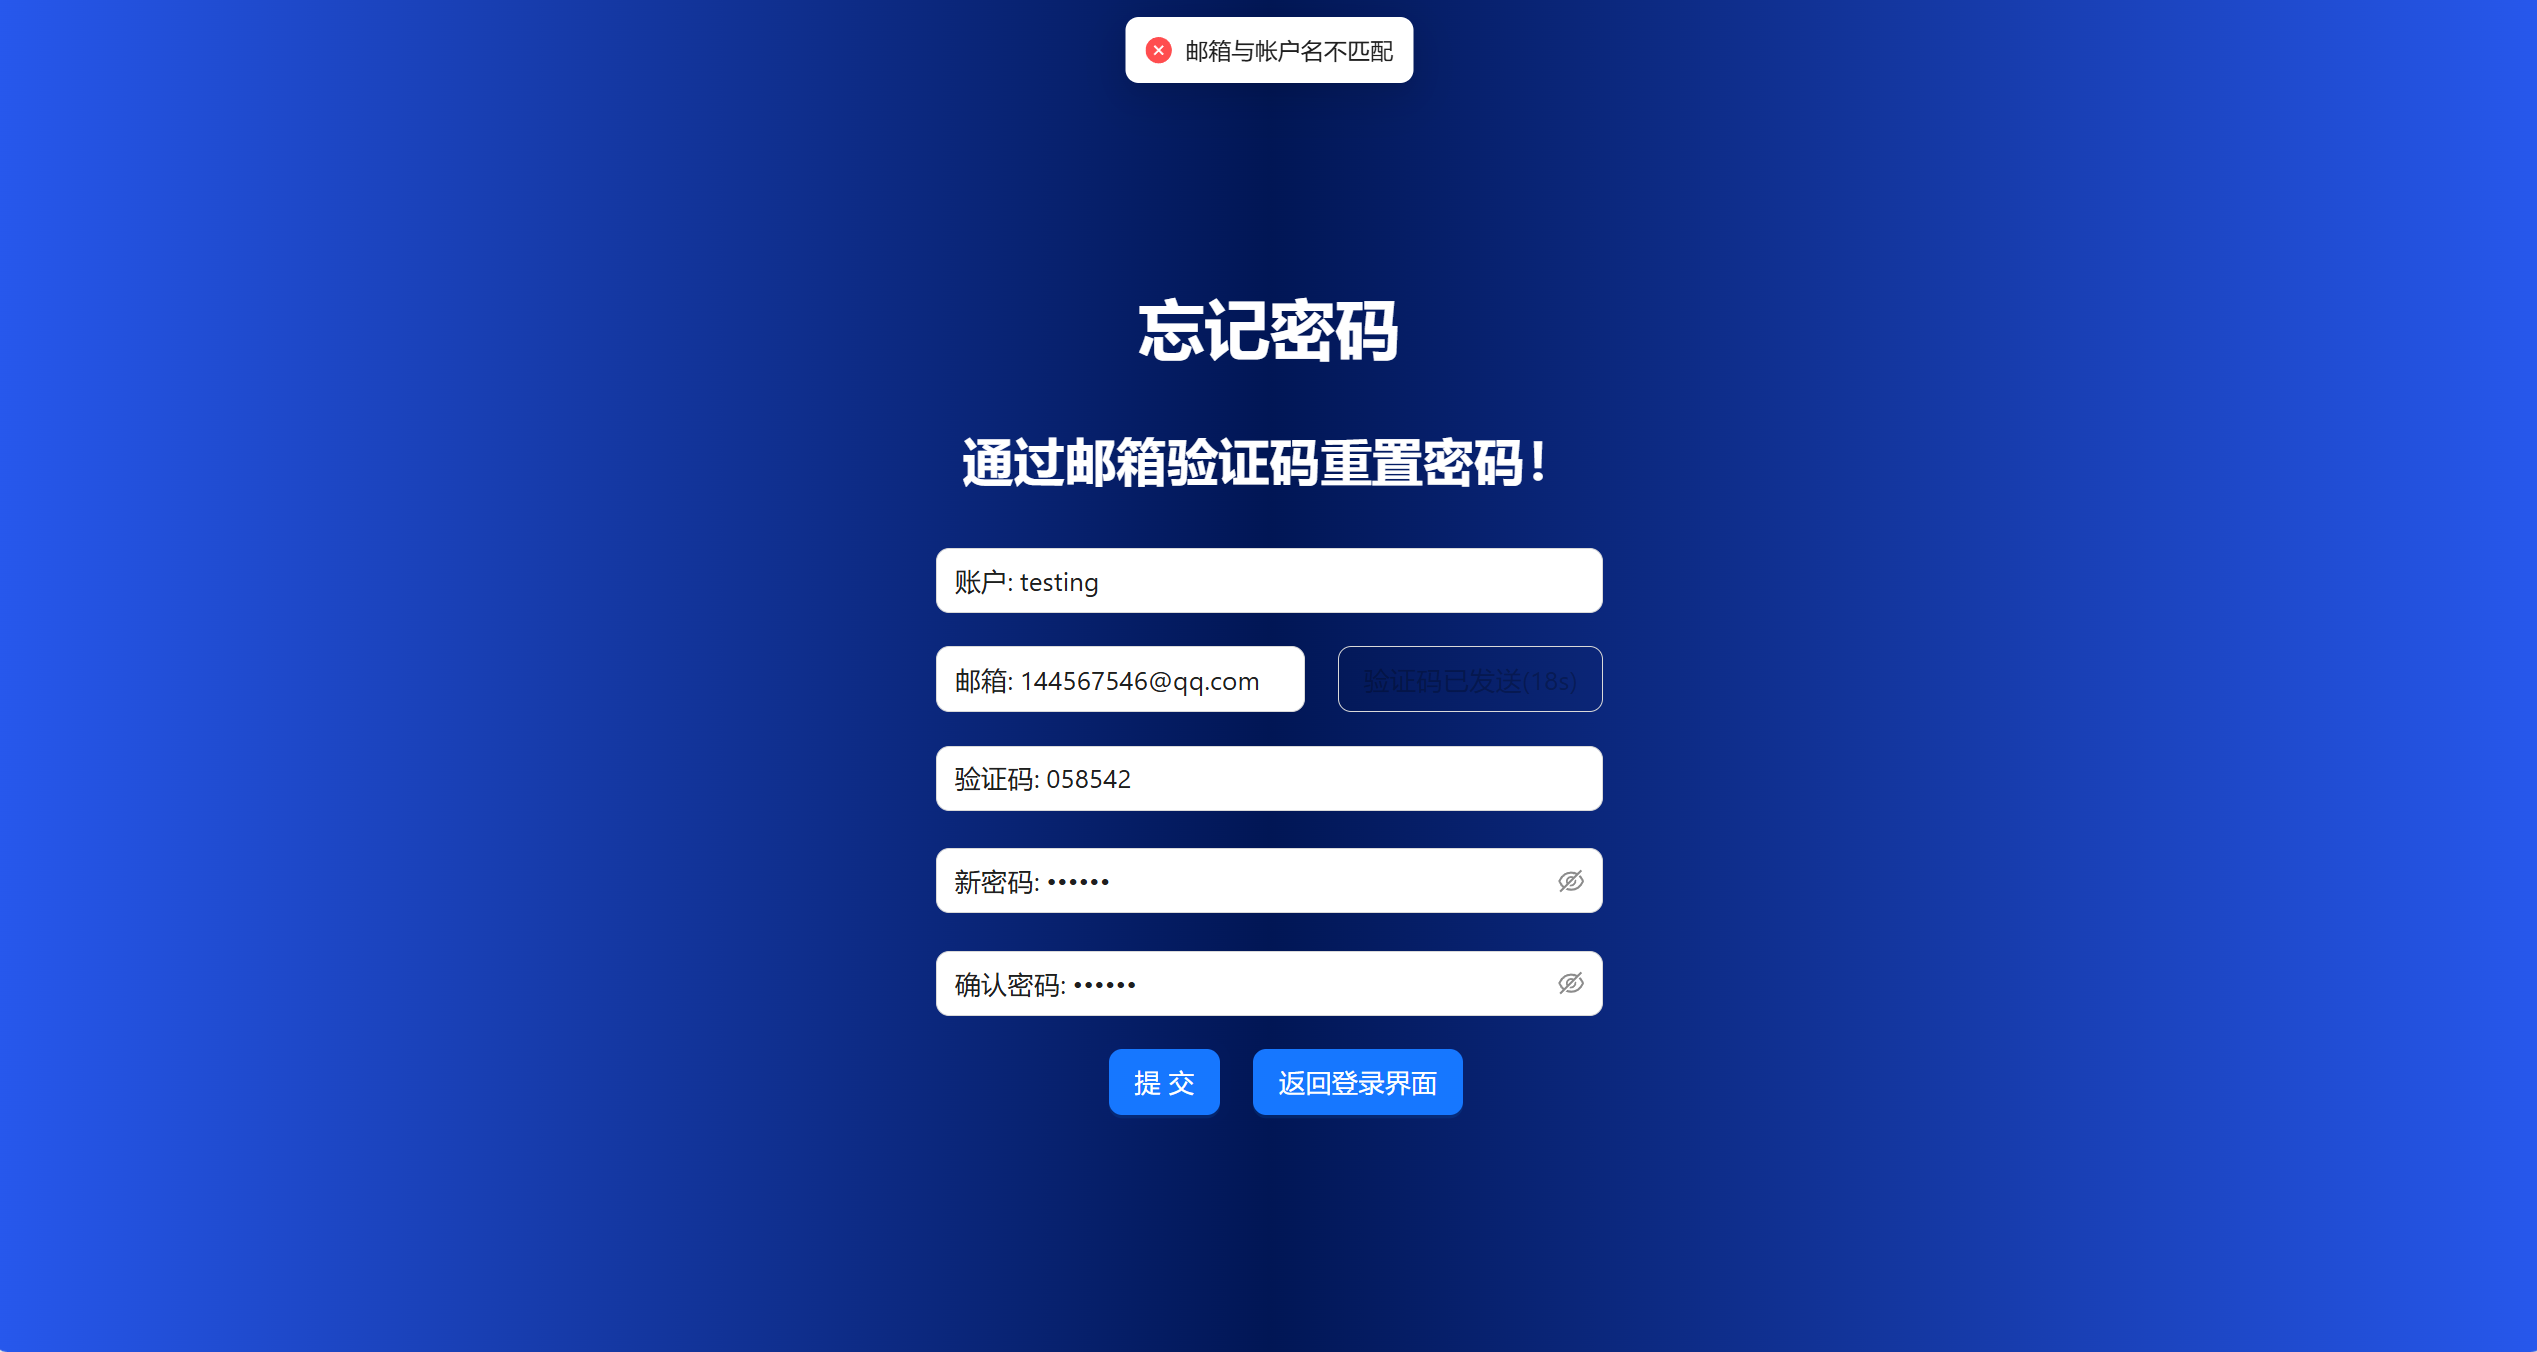 邮箱与帐户名不匹配
忘记密码
通过邮箱验证码重置密码！
账户: testing
邮箱: 144567546@qq.com
验证码已发送(18s)
验证码: 058542
新密码: ••••••
确认密码: ••••••
提 交
返回登录界面